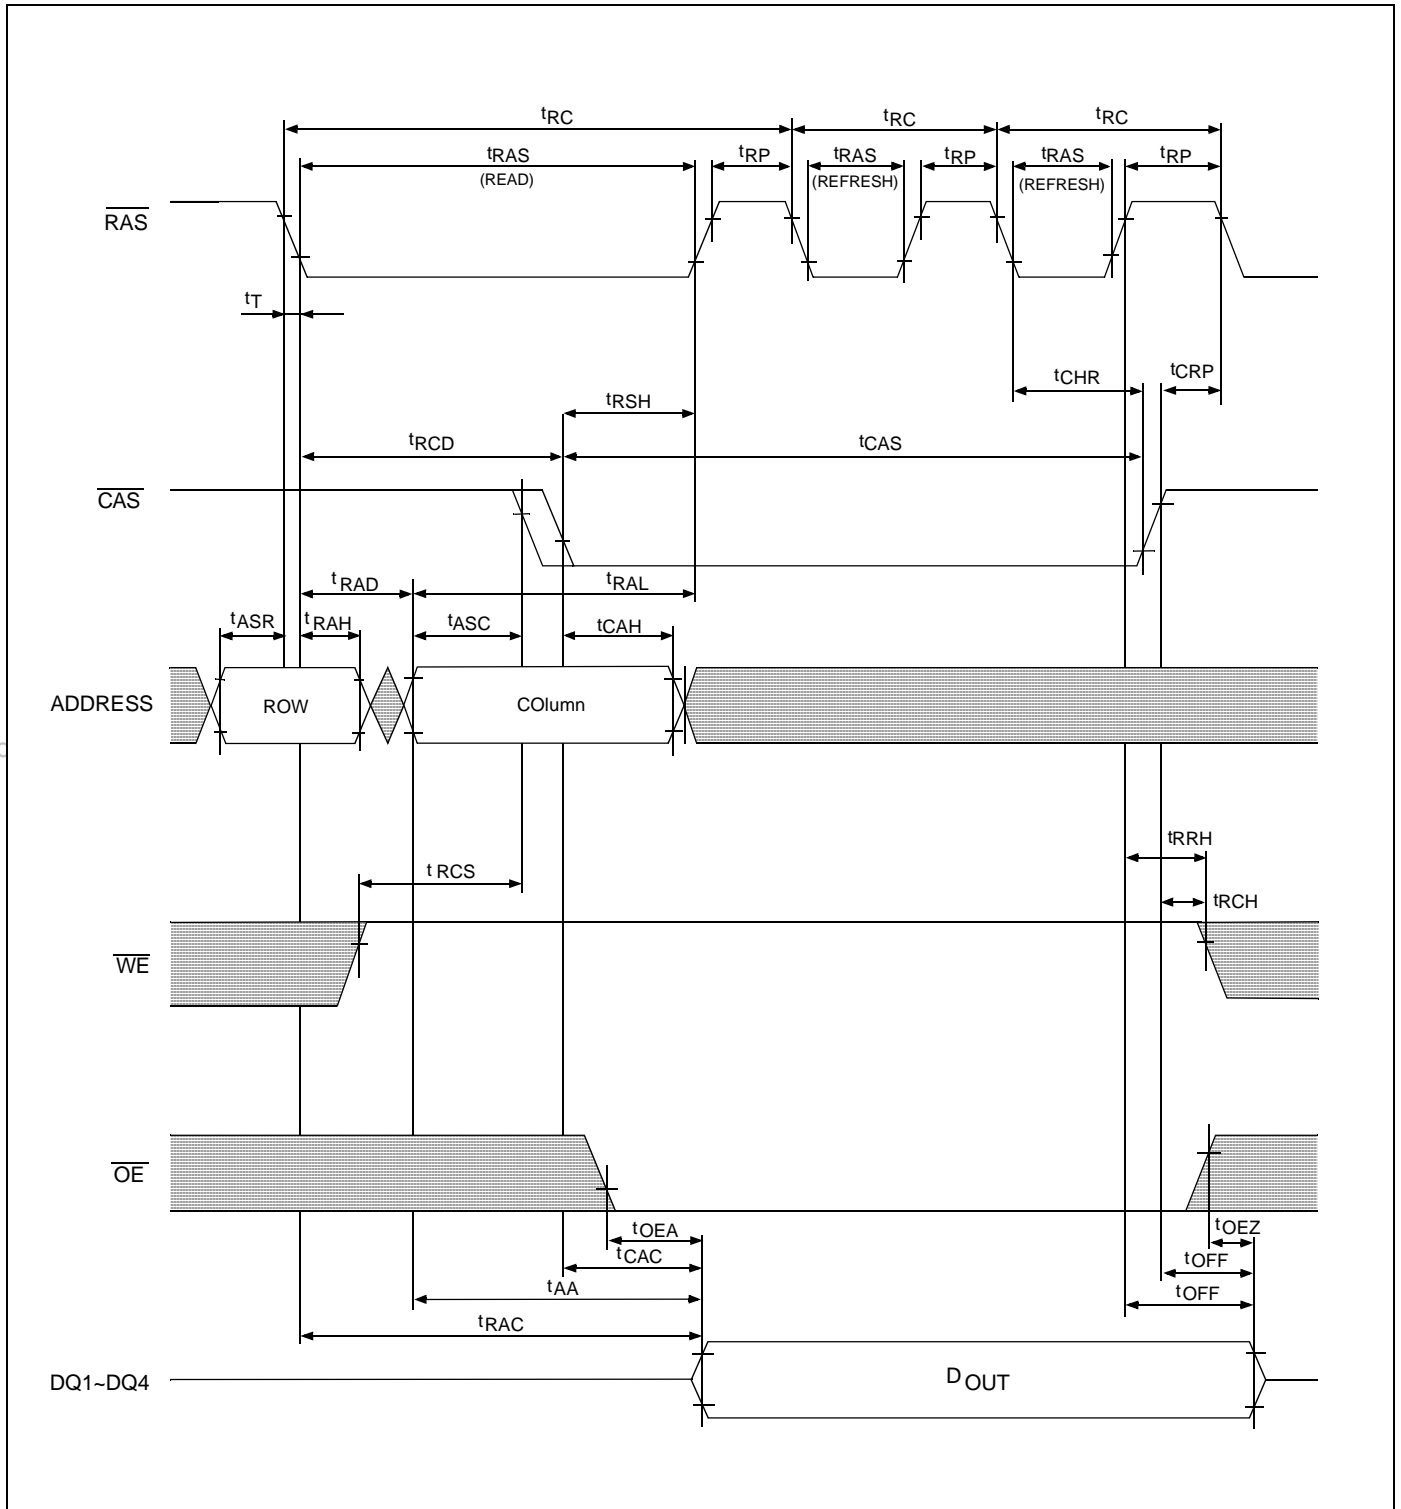 tRC tRC tRC
tRAS tRP tRAS tRP tRAS tRP
(READ) (REFRESH) (REFRESH)
RAS
tT
tCHR tCRP
tRSH
tRCD tCAS
CAS
tRAD tRAL
tASR tRAH tASC tCAH
ADDRESS ROW COlumn
tRRH
tRCS
tRCH
WE
OE
tOEA tOEZ
tCAC tOFF
tAA tOFF
tRAC
DQ1~DQ4 DOUT